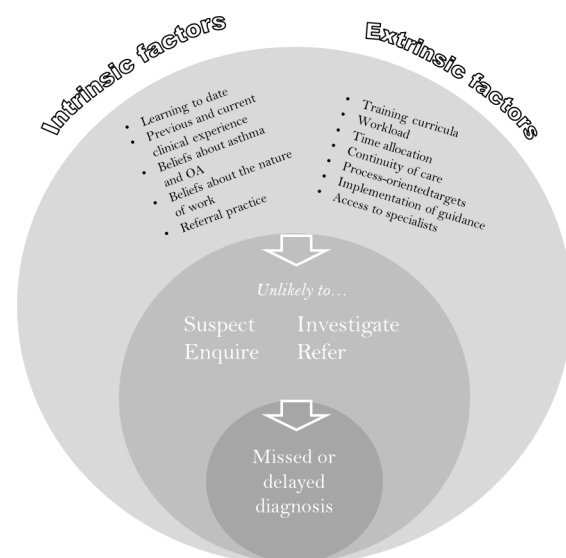 Intrinsic factors
Extrinsic factors
• Learning to date
• Previous and current
clinical experience
• Beliefs about asthma
and OA
• Beliefs about the nature
of work
• Referral practice
• Training curricula
• Workload
• Time allocation
• Continuity of care
• Process-orientedtargets
• Implementation of guidance
• Access to specialists
Unlikely to…
Suspect Investigate
Enquire Refer
Missed or
delayed
diagnosis